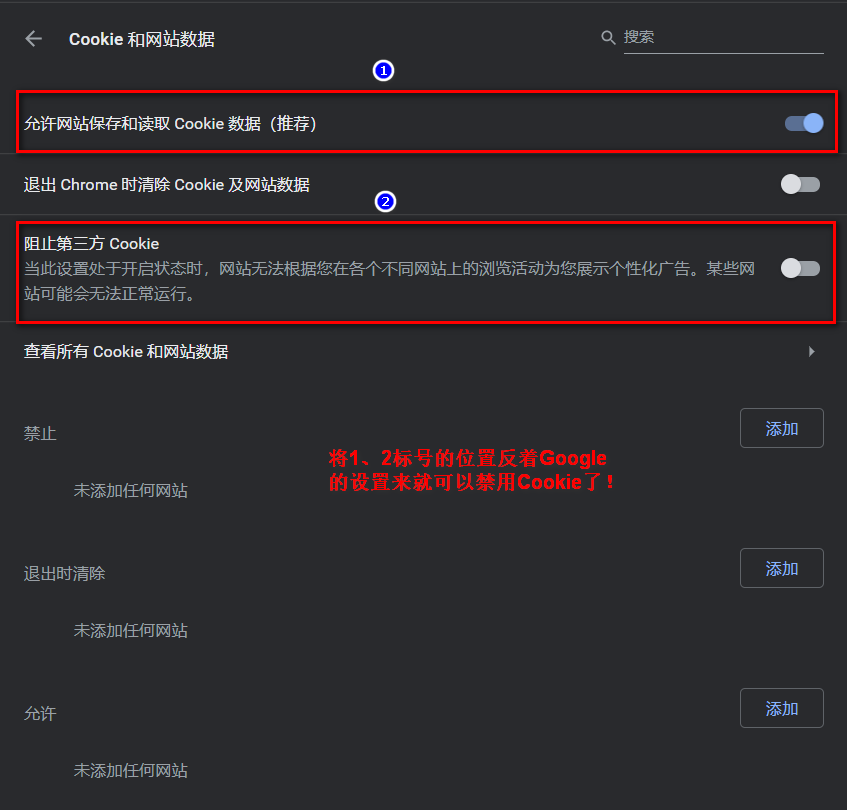 Cookie 和网站数据
搜索
1
允许网站保存和读取 Cookie 数据（推荐）
退出 Chrome 时清除 Cookie 及网站数据
2
阻止第三方 Cookie
当此设置处于开启状态时，网站无法根据您在各个不同网站上的浏览活动为您展示个性化广告。某些网
站可能会无法正常运行。
查看所有 Cookie 和网站数据
禁止
添加
将1、2标号的位置反着Google
的设置来就可以禁用Cookie了！
未添加任何网站
退出时清除
添加
未添加任何网站
允许
添加
未添加任何网站